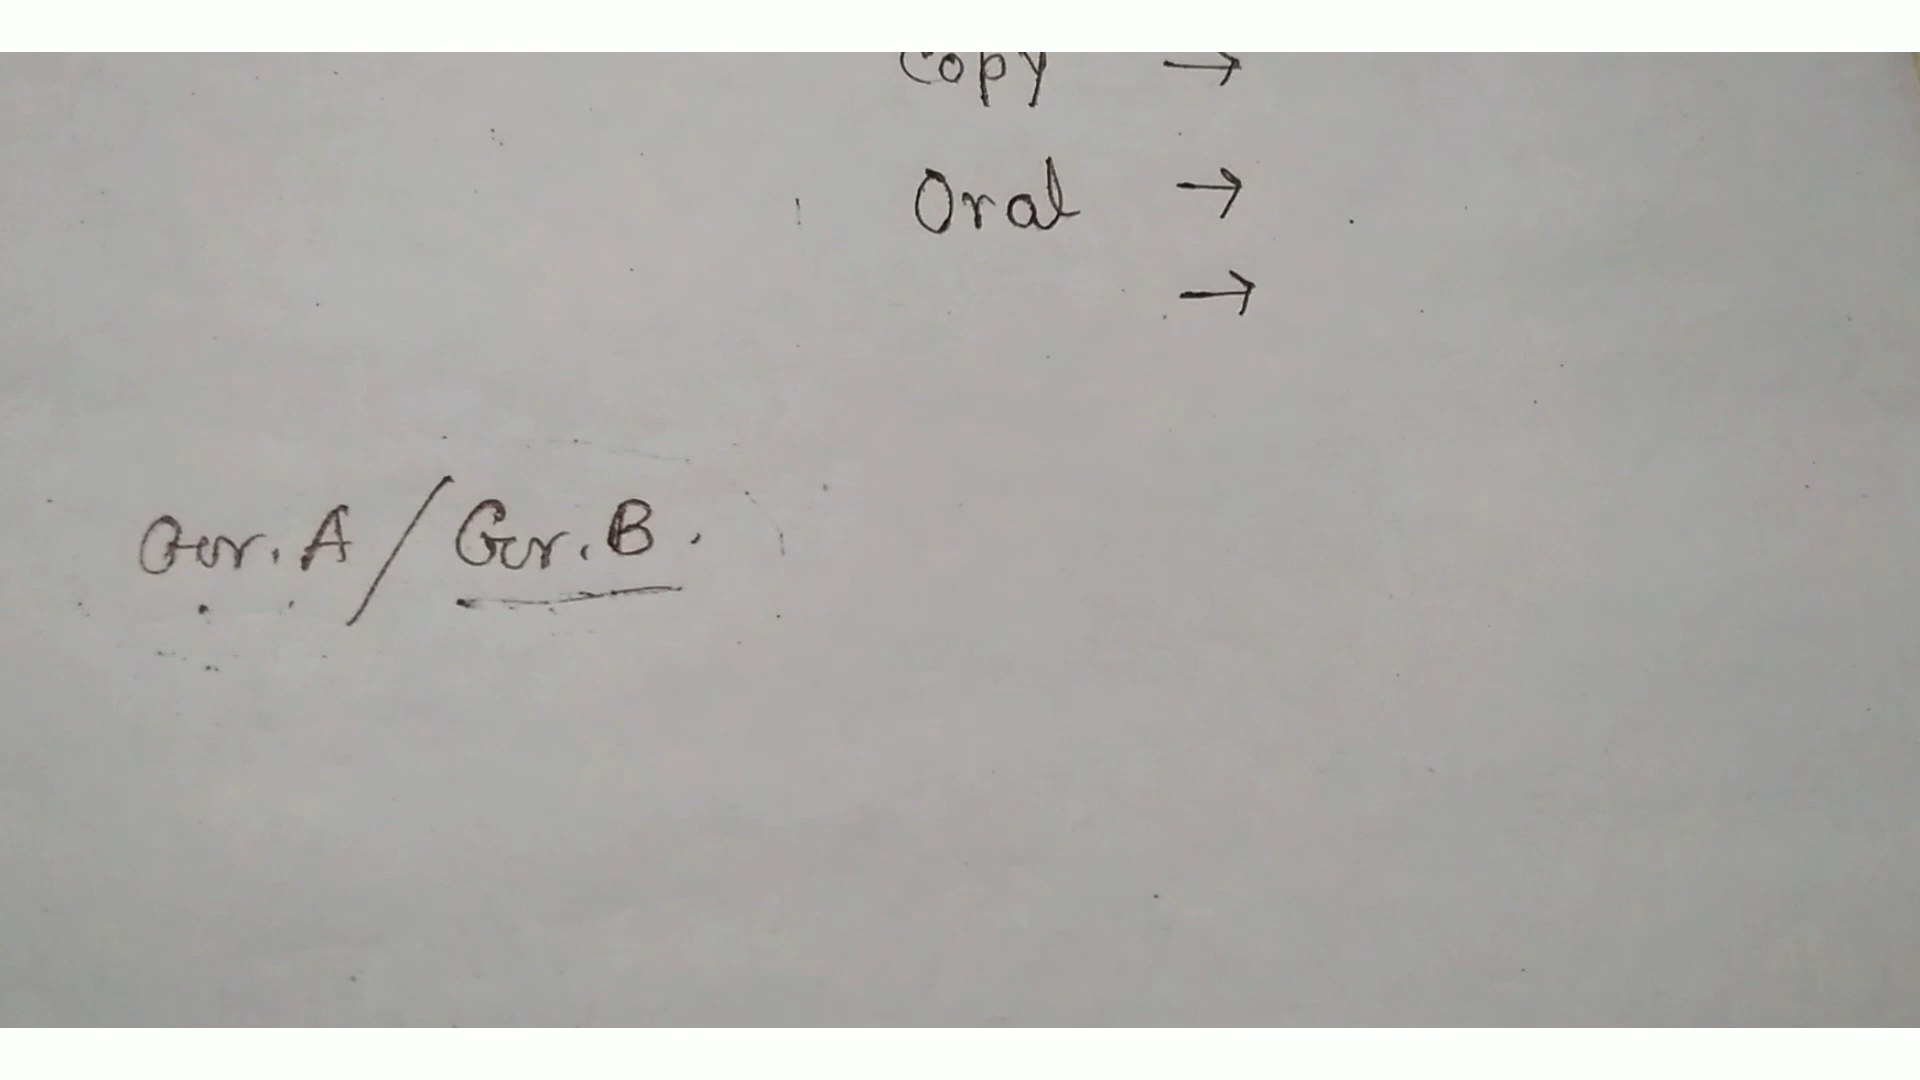 Copy →
Oral →
→
Gr. A / Gr. B.